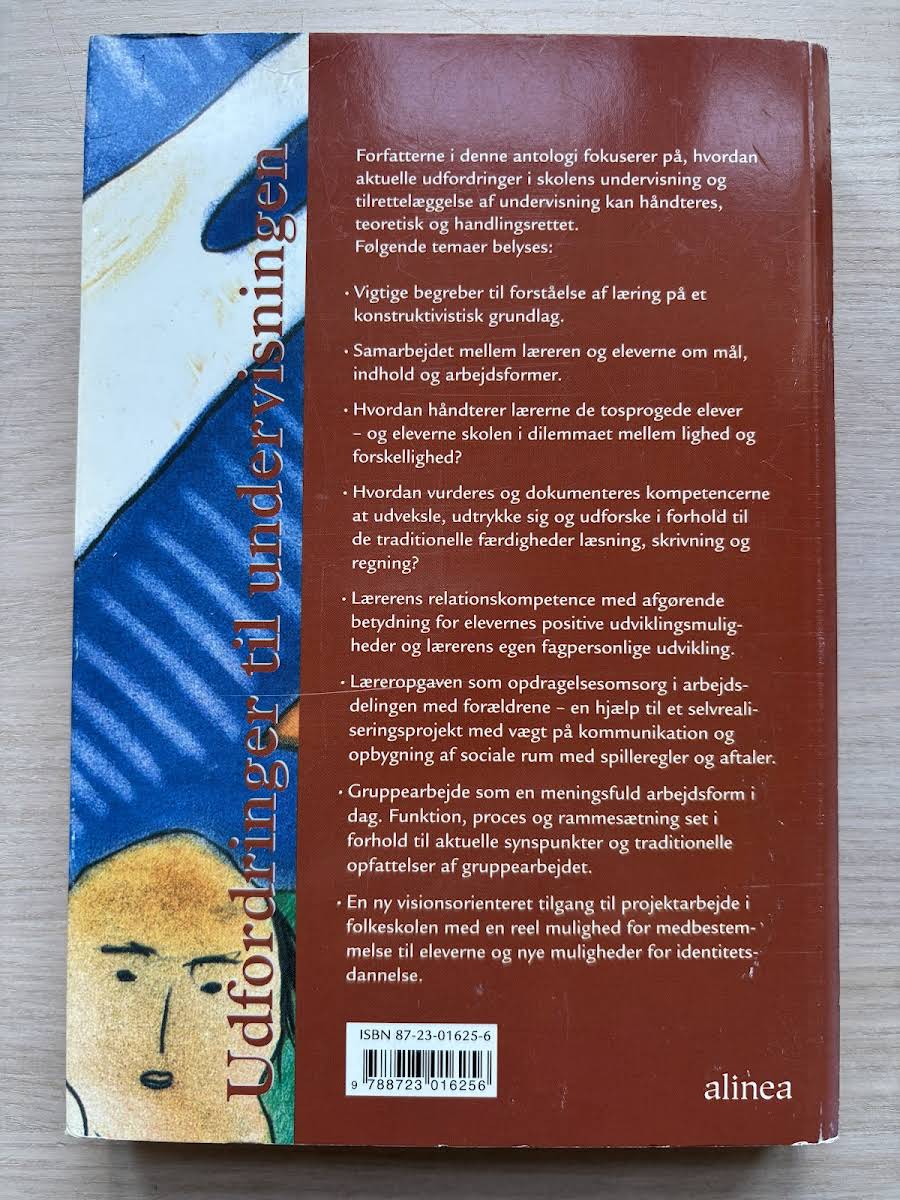 Udfordringer til undervisningen
Forfatterne i denne antologi fokuserer på, hvordan
aktuelle udfordringer i skolens undervisning og
tilrettelæggelse af undervisning kan håndteres,
teoretisk og handlingsrettet.
Følgende temaer belyses:
· Vigtige begreber til forståelse af læring på et
konstruktivistisk grundlag.
· Samarbejdet mellem læreren og eleverne om mål,
indhold og arbejdsformer.
· Hvordan håndterer lærerne de tosprogede elever
– og eleverne skolen i dilemmaet mellem lighed og
forskellighed?
· Hvordan vurderes og dokumenteres kompetencerne
at udveksle, udtrykke sig og udforske i forhold til
de traditionelle færdigheder læsning, skrivning og
regning?
· Lærerens relationskompetence med afgørende
betydning for elevernes positive udviklingsmulig-
heder og lærerens egen fagpersonlige udvikling.
· Læreropgaven som opdragelsesomsorg i arbejds-
delingen med forældrene – en hjælp til et selvreali-
seringsprojekt med vægt på kommunikation og
opbygning af sociale rum med spilleregler og aftaler.
· Gruppearbejde som en meningsfuld arbejdsform i
dag. Funktion, proces og rammesætning set i
forhold til aktuelle synspunkter og traditionelle
opfattelser af gruppearbejdet.
· En ny visionsorienteret tilgang til projektarbejde i
folkeskolen med en reel mulighed for medbestem-
melse til eleverne og nye muligheder for identitets-
dannelse.
ISBN 87-23-01625-6
9 788723 016256
alinea